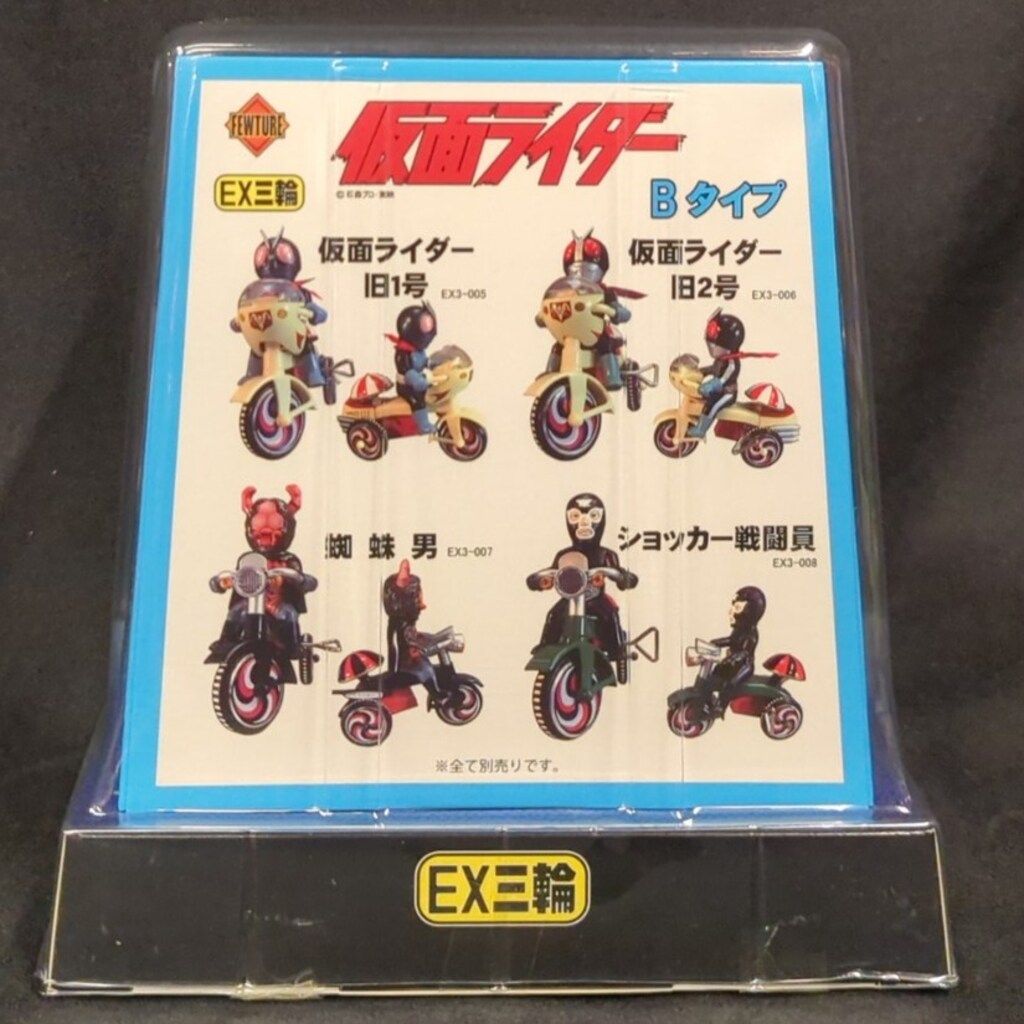 FEWTURE
仮面ライダー
EX三輪
©石森プロ・東映
Bタイプ
仮面ライダー
旧1号 EX3-005
仮面ライダー
旧2号 EX3-006
蜘蛛男 EX3-007
ショッカー戦闘員
EX3-008
※全て別売りです。
EX三輪